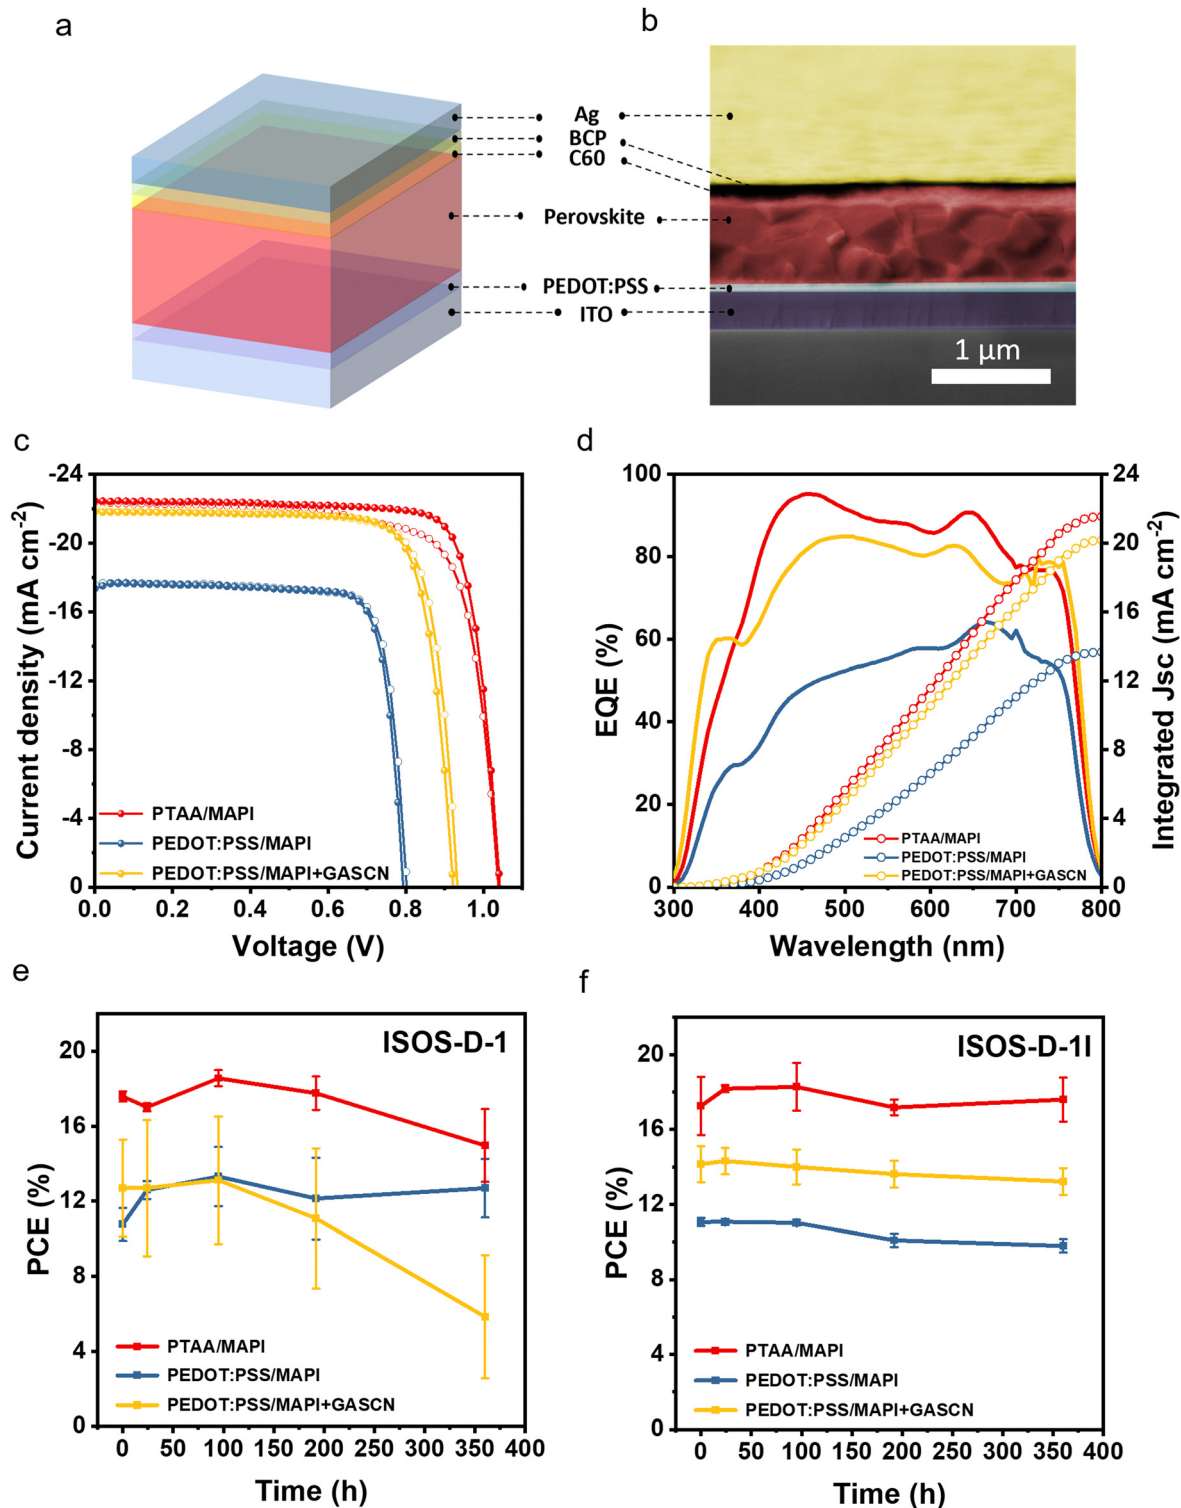 a
b
Ag
BCP
C60
Perovskite
PEDOT:PSS
ITO
1 µm
c
-24
-20
-16
-12
-8
-4
0
Current density (mA cm⁻²)
PTAA/MAPI
PEDOT:PSS/MAPI
PEDOT:PSS/MAPI+GASCN
0.0 0.2 0.4 0.6 0.8 1.0
Voltage (V)
d
100
80
60
40
20
0
EQE (%)
24
20
16
12
8
4
0
Integrated Jsc (mA cm⁻²)
PTAA/MAPI
PEDOT:PSS/MAPI
PEDOT:PSS/MAPI+GASCN
300 400 500 600 700 800
Wavelength (nm)
e
ISOS-D-1
20
16
12
8
4
0
PCE (%)
PTAA/MAPI
PEDOT:PSS/MAPI
PEDOT:PSS/MAPI+GASCN
0 50 100 150 200 250 300 350 400
Time (h)
f
ISOS-D-1I
20
16
12
8
4
0
PCE (%)
PTAA/MAPI
PEDOT:PSS/MAPI
PEDOT:PSS/MAPI+GASCN
0 50 100 150 200 250 300 350 400
Time (h)